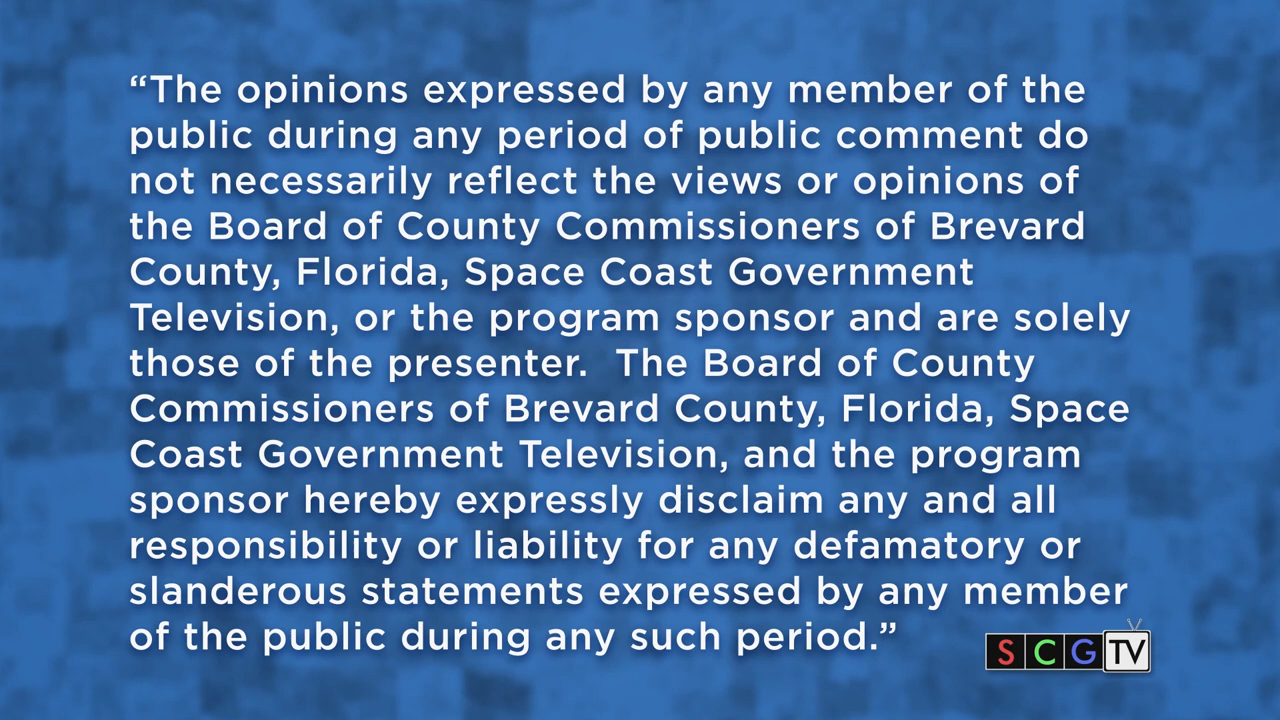 “The opinions expressed by any member of the
public during any period of public comment do
not necessarily reflect the views or opinions of
the Board of County Commissioners of Brevard
County, Florida, Space Coast Government
Television, or the program sponsor and are solely
those of the presenter.  The Board of County
Commissioners of Brevard County, Florida, Space
Coast Government Television, and the program
sponsor hereby expressly disclaim any and all
responsibility or liability for any defamatory or
slanderous statements expressed by any member
of the public during any such period.”
SCGTV